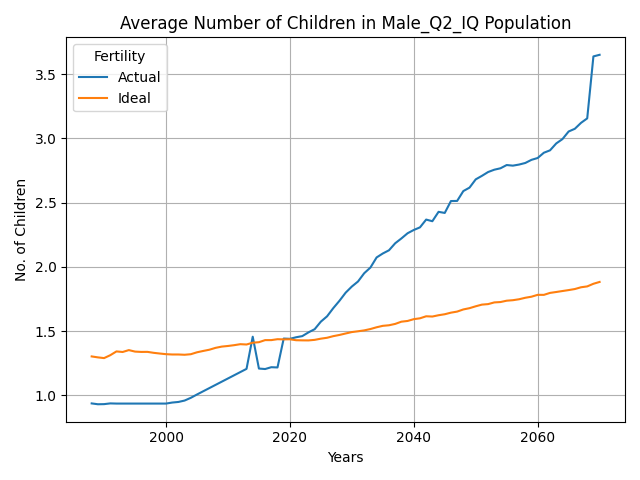 Average Number of Children in Male_Q2_IQ Population
Fertility
Actual
Ideal
No. of Children
3.5
3.0
2.5
2.0
1.5
1.0
2000
2020
2040
2060
Years